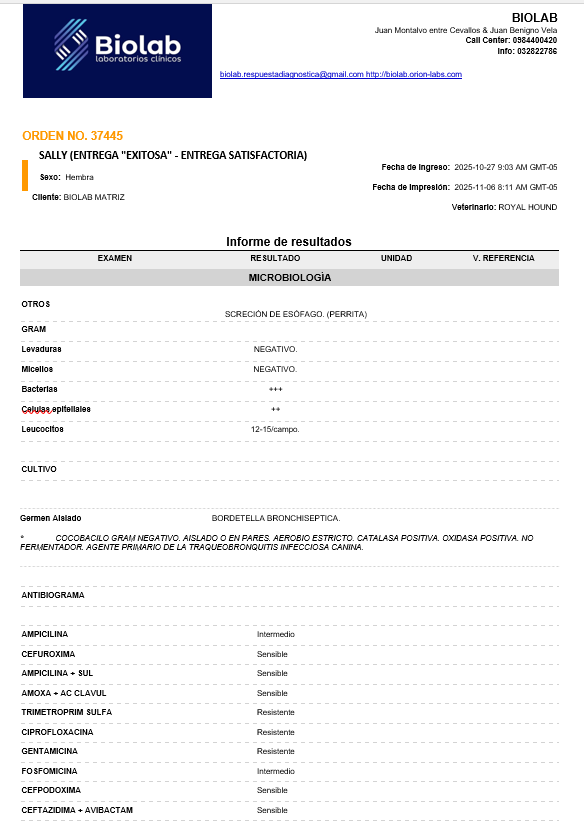 Biolab
laboratorios clínicos
BIOLAB
Juan Montalvo entre Cevallos & Juan Benigno Vela
Call Center: 0984400420
Info: 032822786
biolab.respuestadiagnostica@gmail.com http://biolab.orion-labs.com
ORDEN NO. 37445
SALLY (ENTREGA "EXITOSA" - ENTREGA SATISFACTORIA)
Sexo: Hembra
Cliente: BIOLAB MATRIZ
Fecha de Ingreso: 2025-10-27 9:03 AM GMT-05
Fecha de Impresión: 2025-11-06 8:11 AM GMT-05
Veterinario: ROYAL HOUND
Informe de resultados
EXAMEN RESULTADO UNIDAD V. REFERENCIA
MICROBIOLOGÍA
OTROS
SCRECIÓN DE ESÓFAGO. (PERRITA)
GRAM
Levaduras NEGATIVO.
Micelios NEGATIVO.
Bacterias +++
Celulas epiteliales ++
Leucocitos 12-15/campo.
CULTIVO
Germen Aislado BORDETELLA BRONCHISEPTICA.
* COCOBACILO GRAM NEGATIVO. AISLADO O EN PARES. AEROBIO ESTRICTO. CATALASA POSITIVA. OXIDASA POSITIVA. NO
FERMENTADOR. AGENTE PRIMARIO DE LA TRAQUEOBRONQUITIS INFECCIOSA CANINA.
ANTIBIOGRAMA
AMPICILINA Intermedio
CEFUROXIMA Sensible
AMPICILINA + SUL Sensible
AMOXA + AC CLAVUL Sensible
TRIMETROPRIM SULFA Resistente
CIPROFLOXACINA Resistente
GENTAMICINA Resistente
FOSFOMICINA Intermedio
CEFPODOXIMA Sensible
CEFTAZIDIMA + AVIBACTAM Sensible